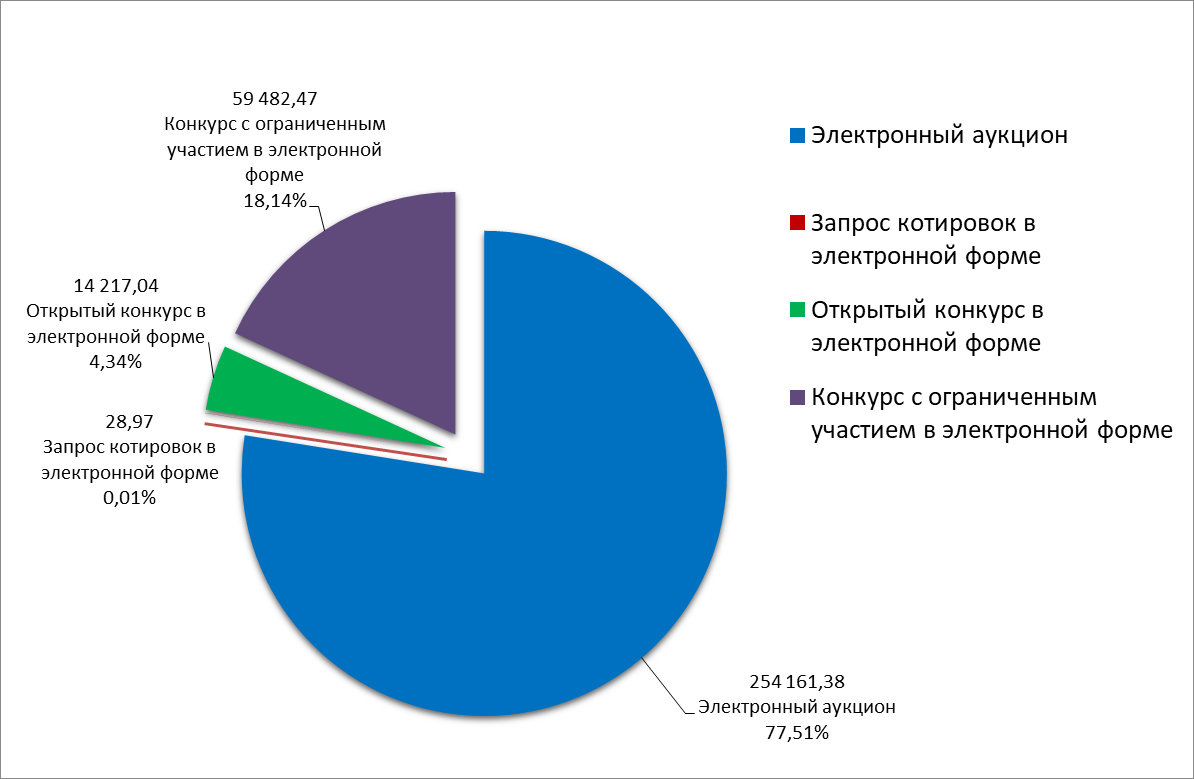 59 482,47
Конкурс с ограниченным
участием в электронной
форме
18,14%
14 217,04
Открытый конкурс в
электронной форме
4,34%
28,97
Запрос котировок в
электронной форме
0,01%
254 161,38
Электронный аукцион
77,51%
Электронный аукцион
Запрос котировок в
электронной форме
Открытый конкурс в
электронной форме
Конкурс с ограниченным
участием в электронной форме